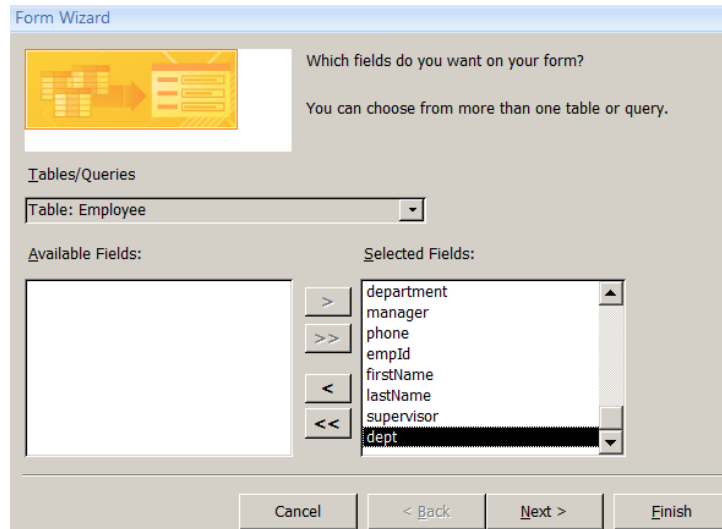 Form Wizard
Which fields do you want on your form?
You can choose from more than one table or query.
Tables/Queries
Table: Employee
Available Fields:
Selected Fields:
>
>>
<
<<
department
manager
phone
empId
firstName
lastName
supervisor
dept
Cancel
< Back
Next >
Finish